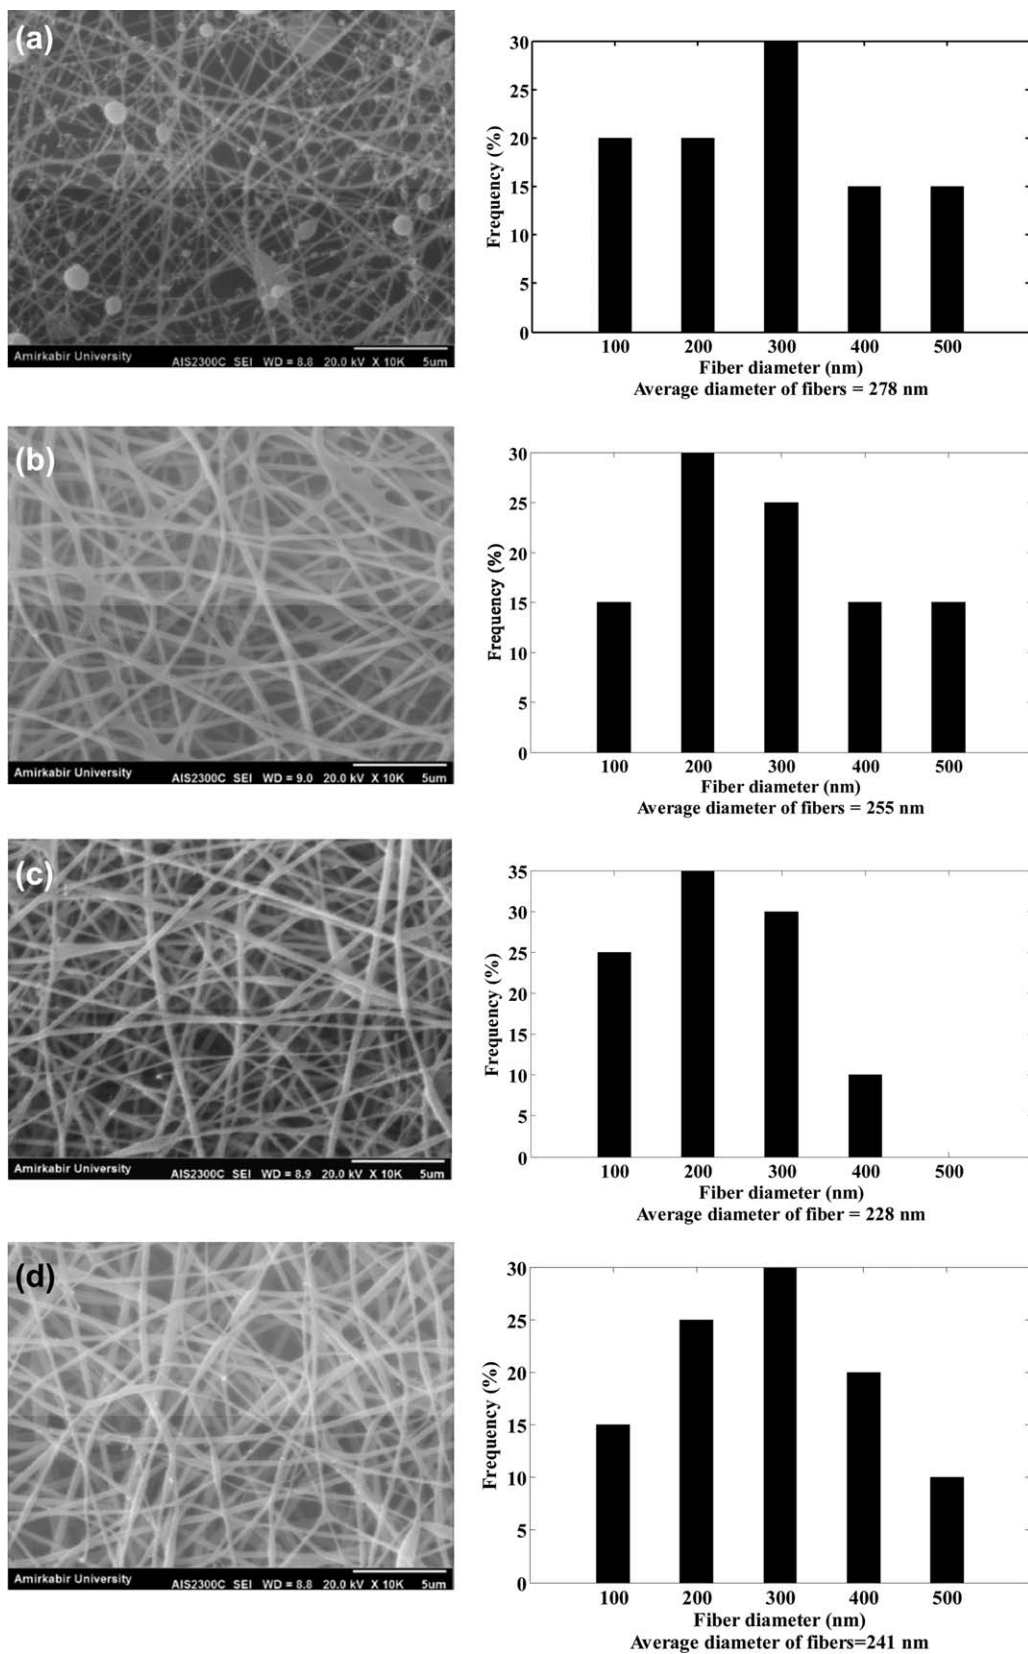 (a)
Amirkabir University AIS2300C SEI WD = 8.8 20.0 kV X 10K 5um
30
25
20
15
10
5
0
Frequency (%)
100 200 300 400 500
Fiber diameter (nm)
Average diameter of fibers = 278 nm
(b)
Amirkabir University AIS2300C SEI WD = 9.0 20.0 kV X 10K 5um
30
25
20
15
10
5
0
Frequency (%)
100 200 300 400 500
Fiber diameter (nm)
Average diameter of fibers = 255 nm
(c)
Amirkabir University AIS2300C SEI WD = 8.9 20.0 kV X 10K 5um
35
30
25
20
15
10
5
0
Frequency (%)
100 200 300 400 500
Fiber diameter (nm)
Average diameter of fiber = 228 nm
(d)
Amirkabir University AIS2300C SEI WD = 8.8 20.0 kV X 10K 5um
30
25
20
15
10
5
0
Frequency (%)
100 200 300 400 500
Fiber diameter (nm)
Average diameter of fibers=241 nm